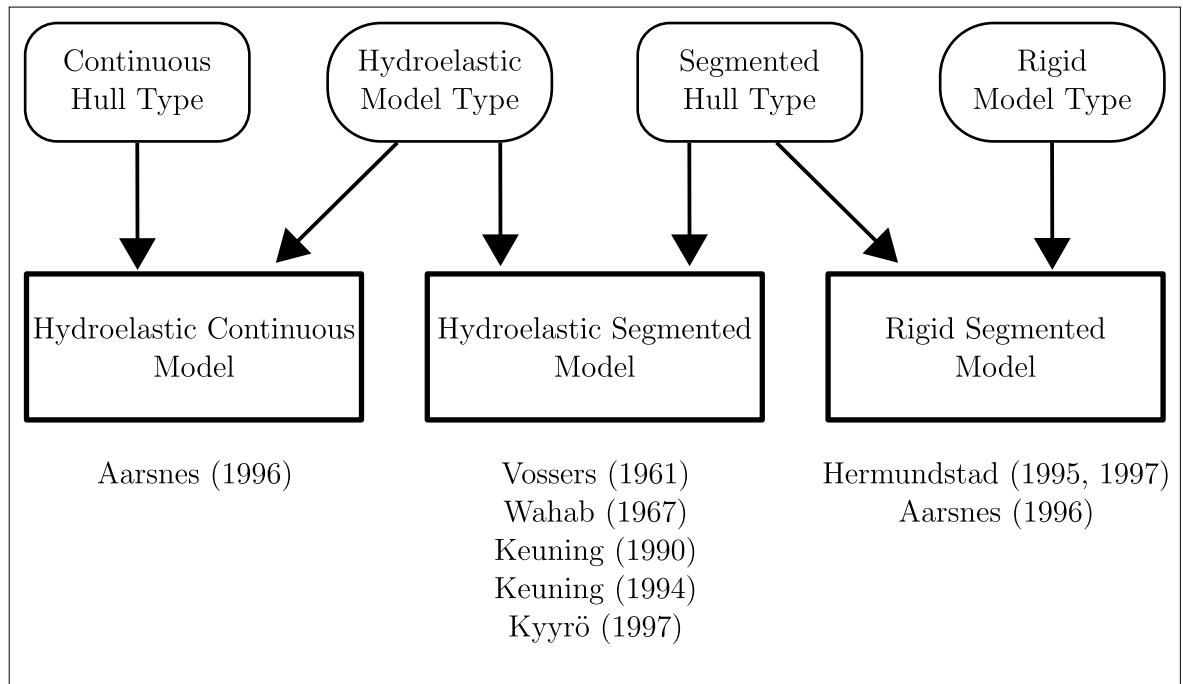 Continuous
Hull Type
Hydroelastic
Model Type
Segmented
Hull Type
Rigid
Model Type
Hydroelastic Continuous
Model
Hydroelastic Segmented
Model
Rigid Segmented
Model
Aarsnes (1996)
Vossers (1961)
Wahab (1967)
Keuning (1990)
Keuning (1994)
Kyyrö (1997)
Hermundstad (1995, 1997)
Aarsnes (1996)